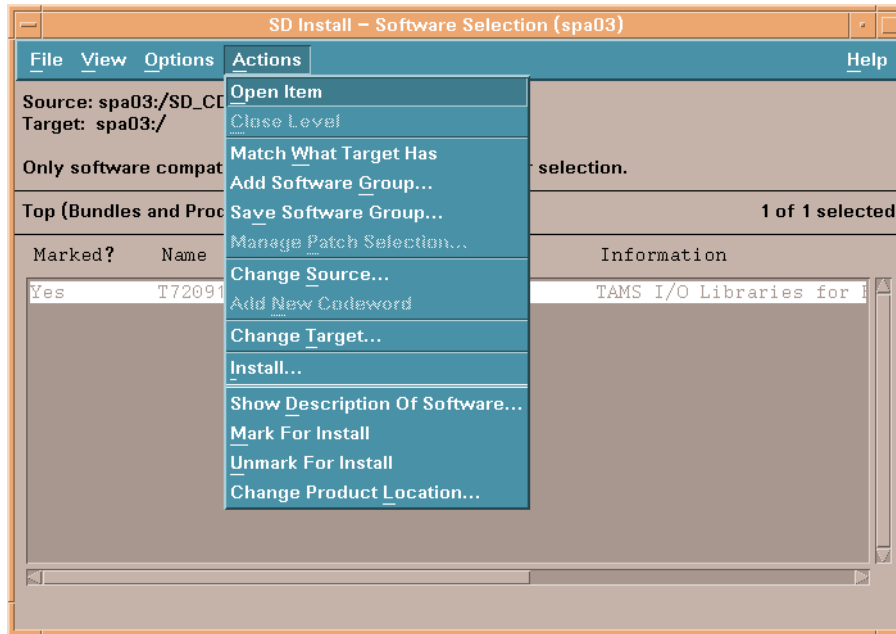 SD Install – Software Selection (spa03)
File View Options Actions Help
Source: spa03:/SD_CD
Target: spa03:/
Only software compat
selection.
Top (Bundles and Prod
1 of 1 selected
Marked? Name Information
Yes T72091 TAMS I/O Libraries for
Open Item
Close Level
Match What Target Has
Add Software Group...
Save Software Group...
Manage Patch Selection...
Change Source...
Add New Codeword
Change Target...
Install...
Show Description Of Software...
Mark For Install
Unmark For Install
Change Product Location...